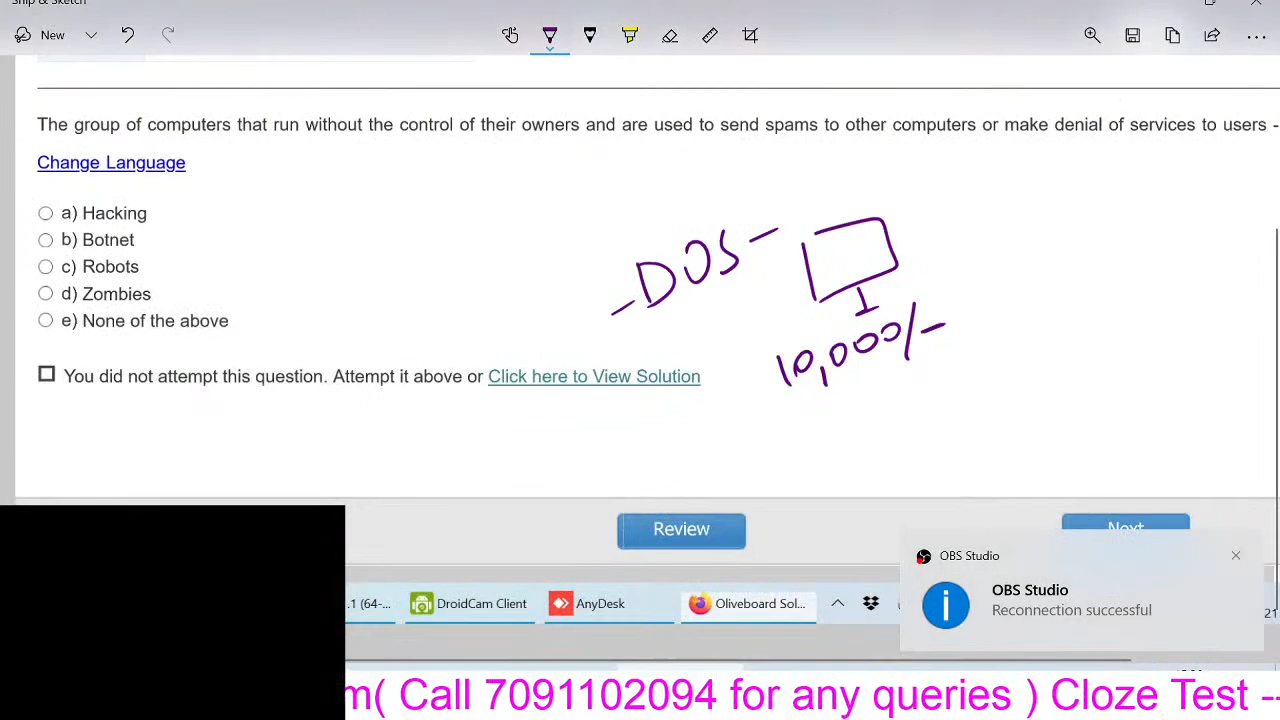 New
The group of computers that run without the control of their owners and are used to send spams to other computers or make denial of services to users -
Change Language
a) Hacking
b) Botnet
c) Robots
d) Zombies
e) None of the above
-DOS-
10,000/-
You did not attempt this question. Attempt it above or Click here to View Solution
Review
Next
OBS Studio
OBS Studio
Reconnection successful
.1 (64-...
DroidCam Client
AnyDesk
Oliveboard Sol...
21
m( Call 7091102094 for any queries ) Cloze Test --